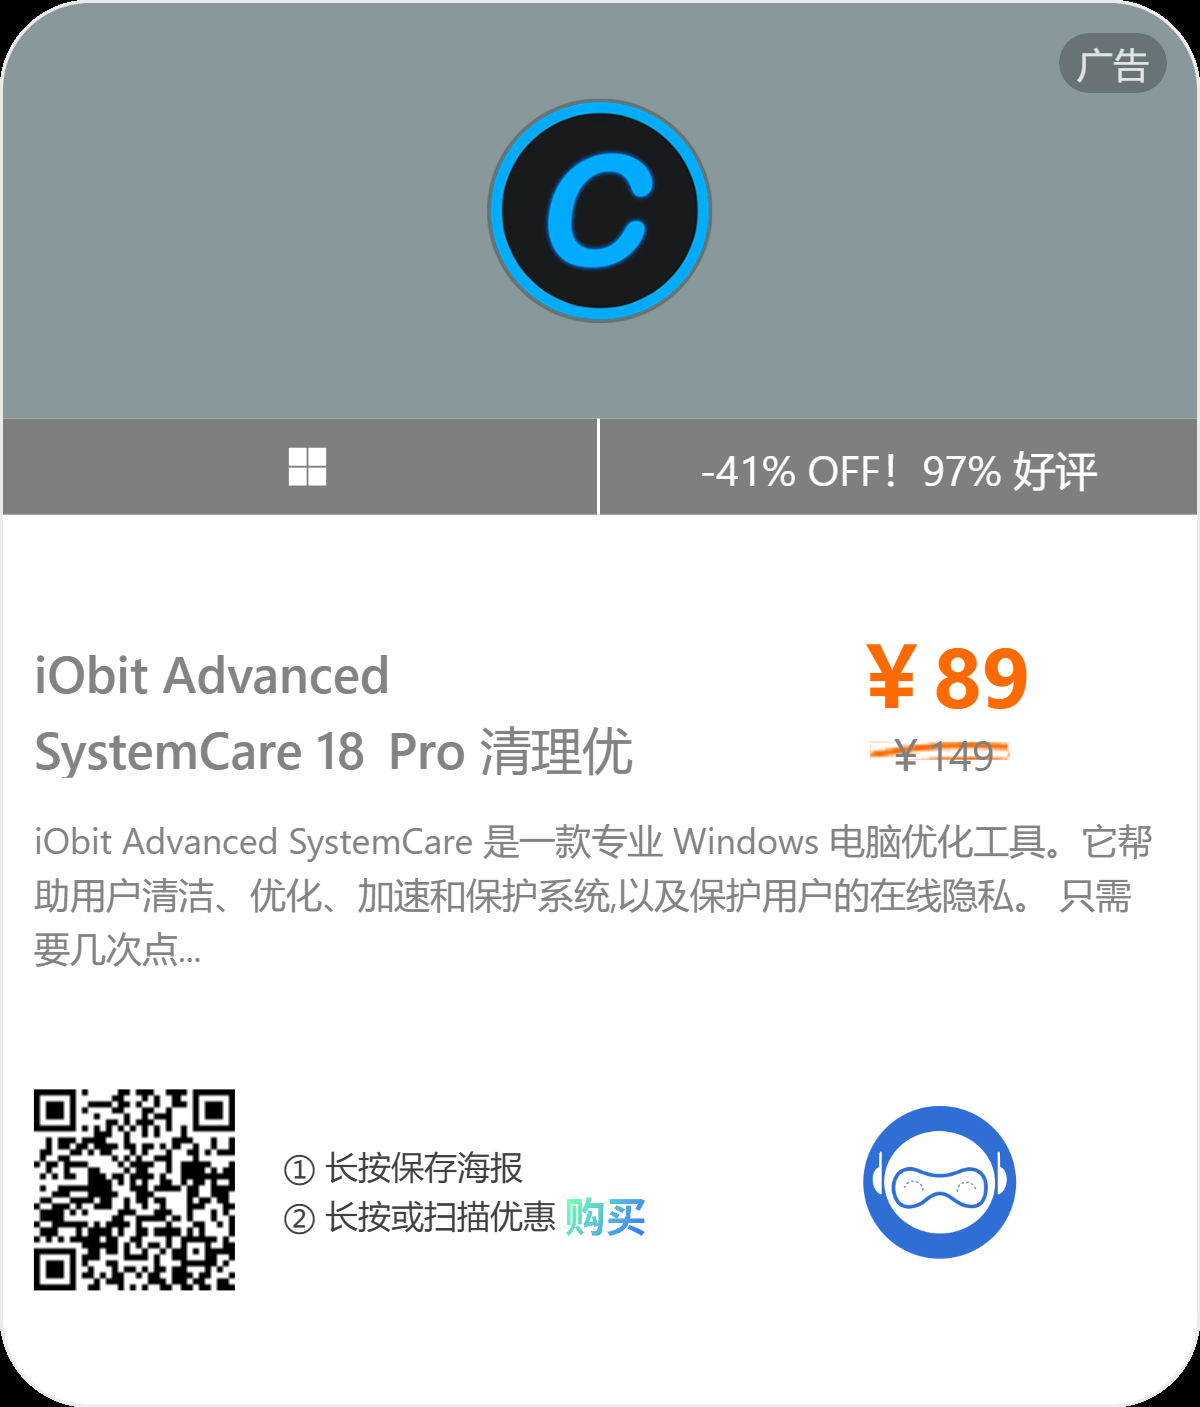 广告
C
-41% OFF！97% 好评
iObit Advanced
SystemCare 18 Pro 清理优
￥89
￥149
iObit Advanced SystemCare 是一款专业 Windows 电脑优化工具。它帮
助用户清洁、优化、加速和保护系统,以及保护用户的在线隐私。 只需
要几次点...
① 长按保存海报
② 长按或扫描优惠 购买